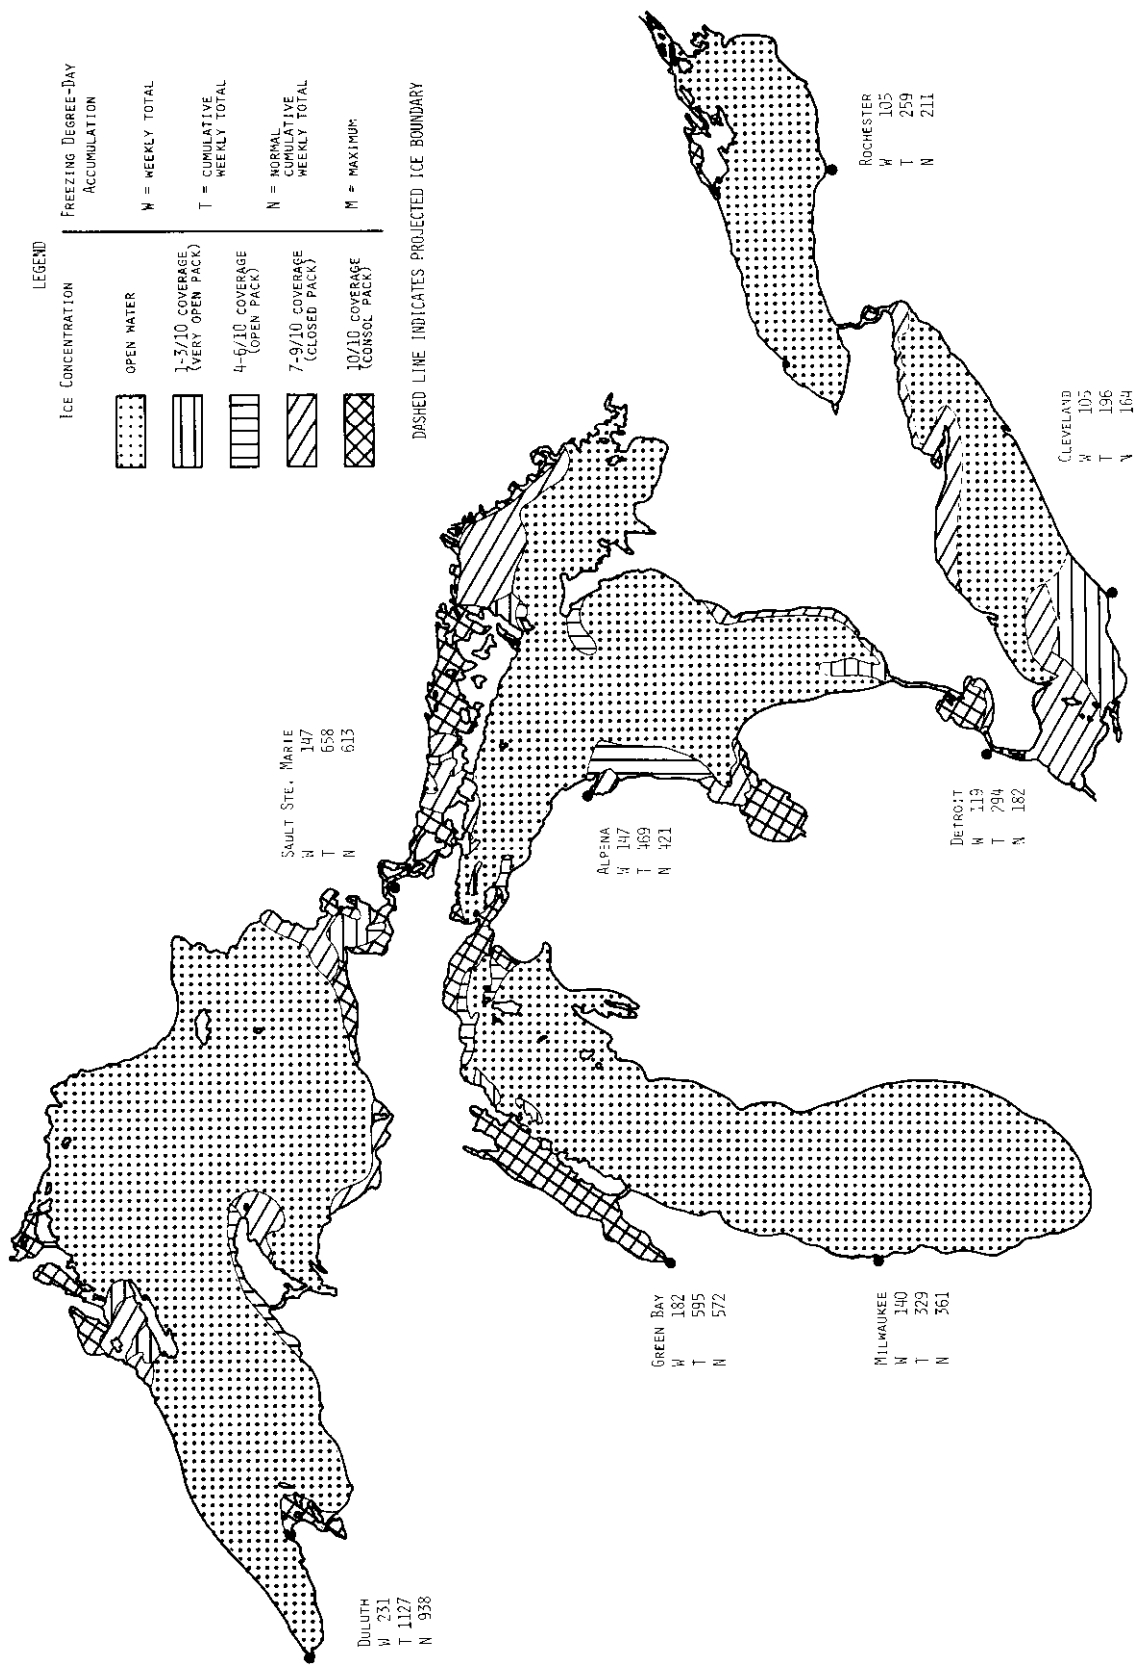 LEGEND
ICE CONCENTRATION
FREEZING DEGREE-DAY
ACCUMULATION
OPEN WATER
1-3/10 COVERAGE
(VERY OPEN PACK)
4-6/10 COVERAGE
(OPEN PACK)
7-9/10 COVERAGE
(CLOSED PACK)
10/10 COVERAGE
(CONSOL PACK)
W = WEEKLY TOTAL
T = CUMULATIVE
WEEKLY TOTAL
N = NORMAL
CUMULATIVE
WEEKLY TOTAL
M = MAXIMUM
DASHED LINE INDICATES PROJECTED ICE BOUNDARY
DULUTH
W 231
T 1127
N 938
SAULT STE. MARIE
W 147
T 658
N 613
GREEN BAY
W 182
T 595
N 572
MILWAUKEE
W 140
T 329
N 361
ALPENA
W 147
T 469
N 421
DETROIT
W 119
T 294
N 182
CLEVELAND
W 105
T 196
N 164
ROCHESTER
W 105
T 259
N 211